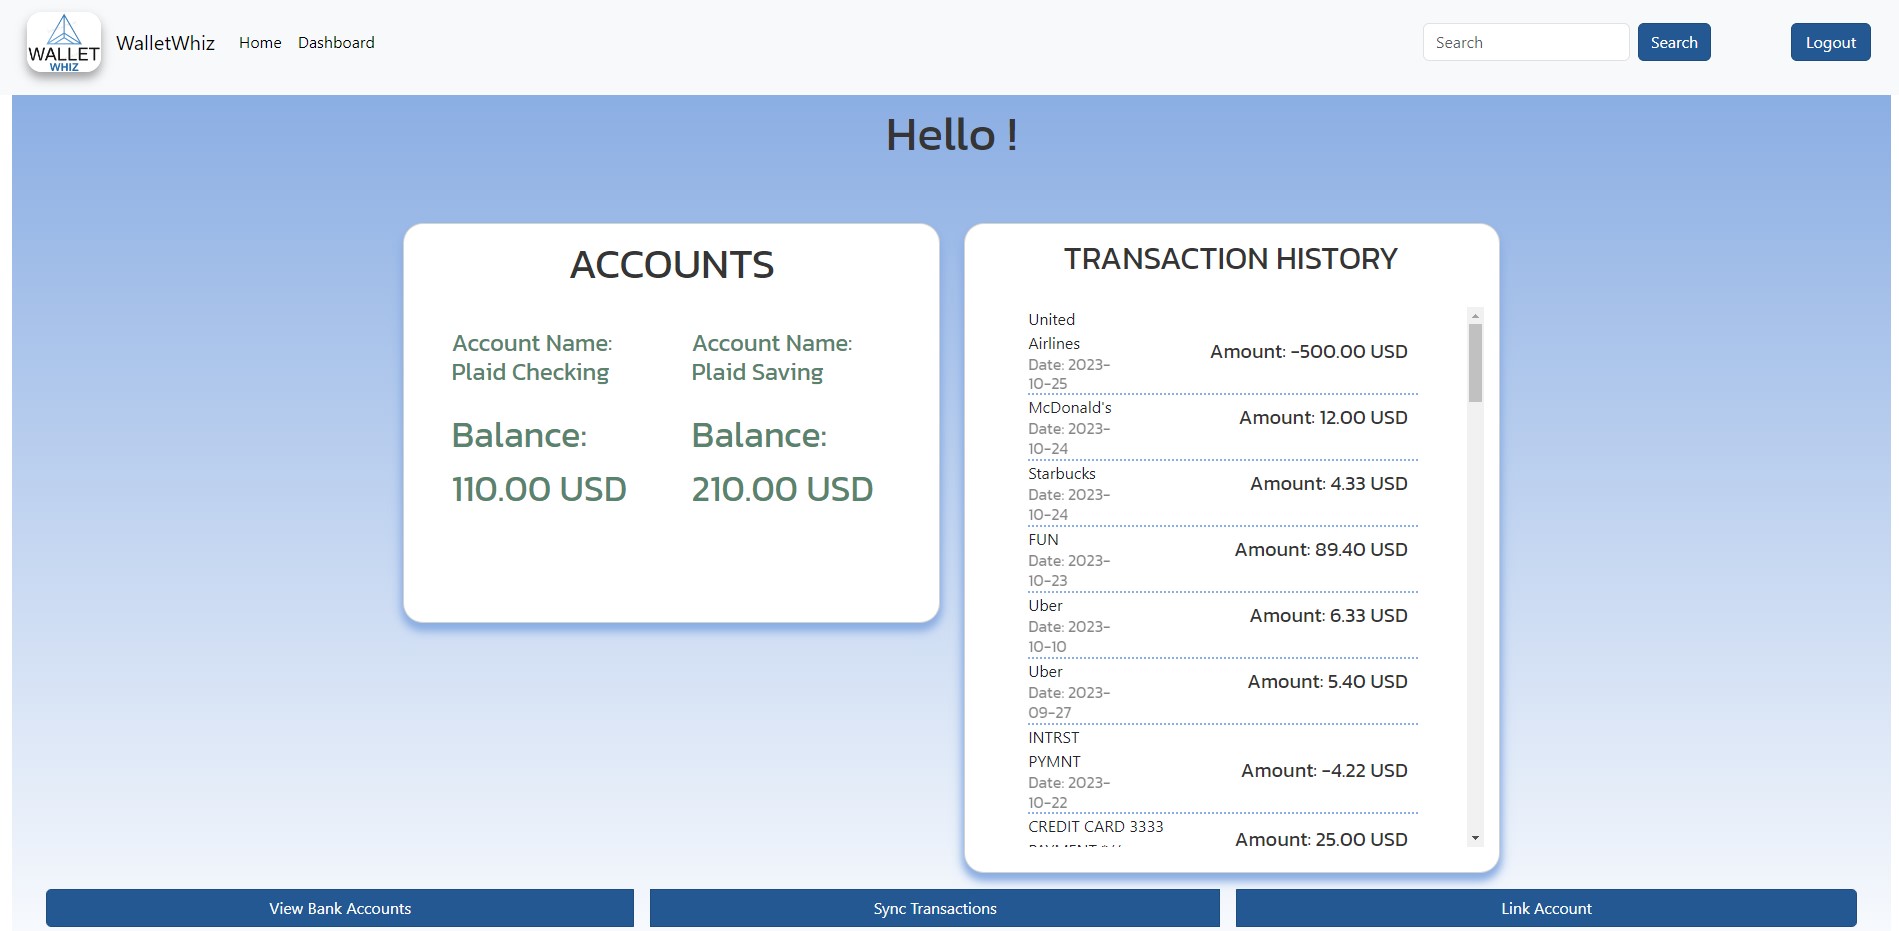 WALLET
WHIZ
WalletWhiz
Home
Dashboard
Search
Search
Logout
Hello !
ACCOUNTS
Account Name:
Plaid Checking
Balance:
110.00 USD
Account Name:
Plaid Saving
Balance:
210.00 USD
TRANSACTION HISTORY
United
Airlines
Date: 2023-
10-25
Amount: -500.00 USD
McDonald's
Date: 2023-
10-24
Amount: 12.00 USD
Starbucks
Date: 2023-
10-24
Amount: 4.33 USD
FUN
Date: 2023-
10-23
Amount: 89.40 USD
Uber
Date: 2023-
10-10
Amount: 6.33 USD
Uber
Date: 2023-
09-27
Amount: 5.40 USD
INTRST
PYMNT
Date: 2023-
10-22
Amount: -4.22 USD
CREDIT CARD 3333
Amount: 25.00 USD
View Bank Accounts
Sync Transactions
Link Account